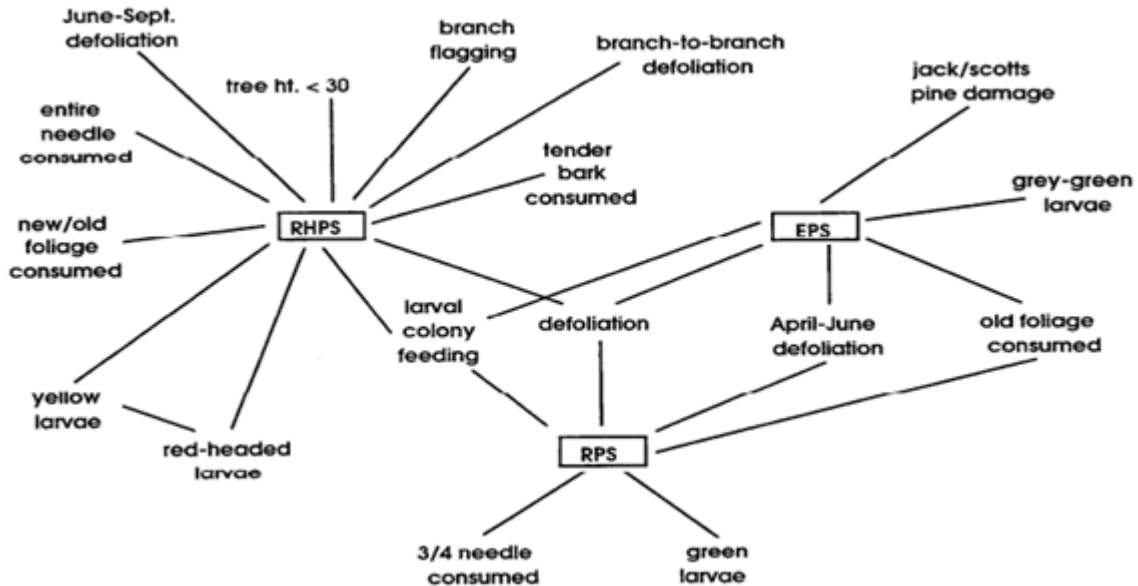 June-Sept.
defoliation
branch
flagging
branch-to-branch
defoliation
jack/scotts
pine damage
tree ht. < 30
entire
needle
consumed
tender
bark
consumed
grey-green
larvae
new/old
foliage
consumed
RHPS
EPS
larval
colony
feeding
defoliation
April-June
defoliation
old foliage
consumed
yellow
larvae
red-headed
larvae
RPS
3/4 needle
consumed
green
larvae